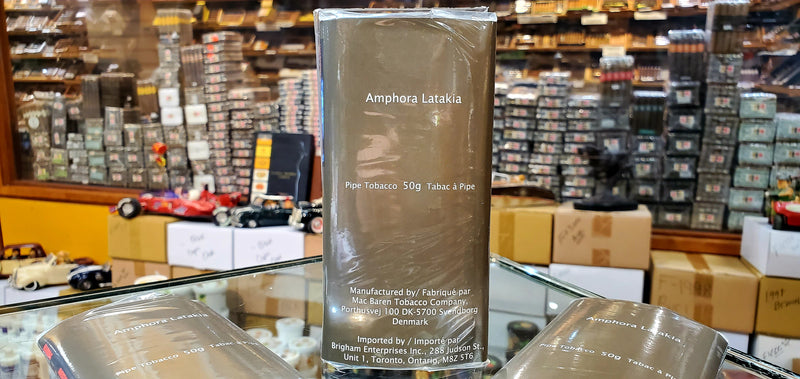 Amphora Latakia
Pipe Tobacco 50g Tabac à Pipe
Manufactured by/ Fabriqué par
Mac Baren Tobacco Company,
Porthusvej 100 DK-5700 Svendborg
Denmark
Imported by / Importé par
Brigham Enterprises Inc., 288 Judson St.,
Unit 1, Toronto, Ontario, M8Z 5T6
Amphora Latakia
Pipe Tobacco 50g Tabac à Pipe
Amphora Latakia
Pipe Tobacco 50g Tabac à Pipe